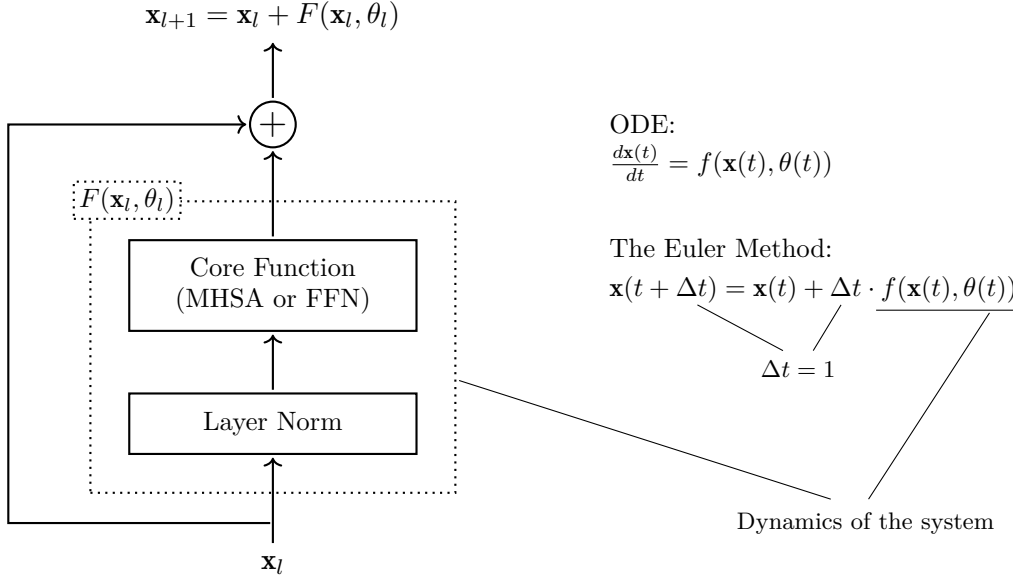 x_{l+1} = x_l + F(x_l, θ_l)
+
F(x_l, θ_l)
Core Function
(MHSA or FFN)
Layer Norm
x_l
ODE:
dx(t)/dt = f(x(t), θ(t))
The Euler Method:
x(t + Δt) = x(t) + Δt · f(x(t), θ(t))
Δt = 1
Dynamics of the system